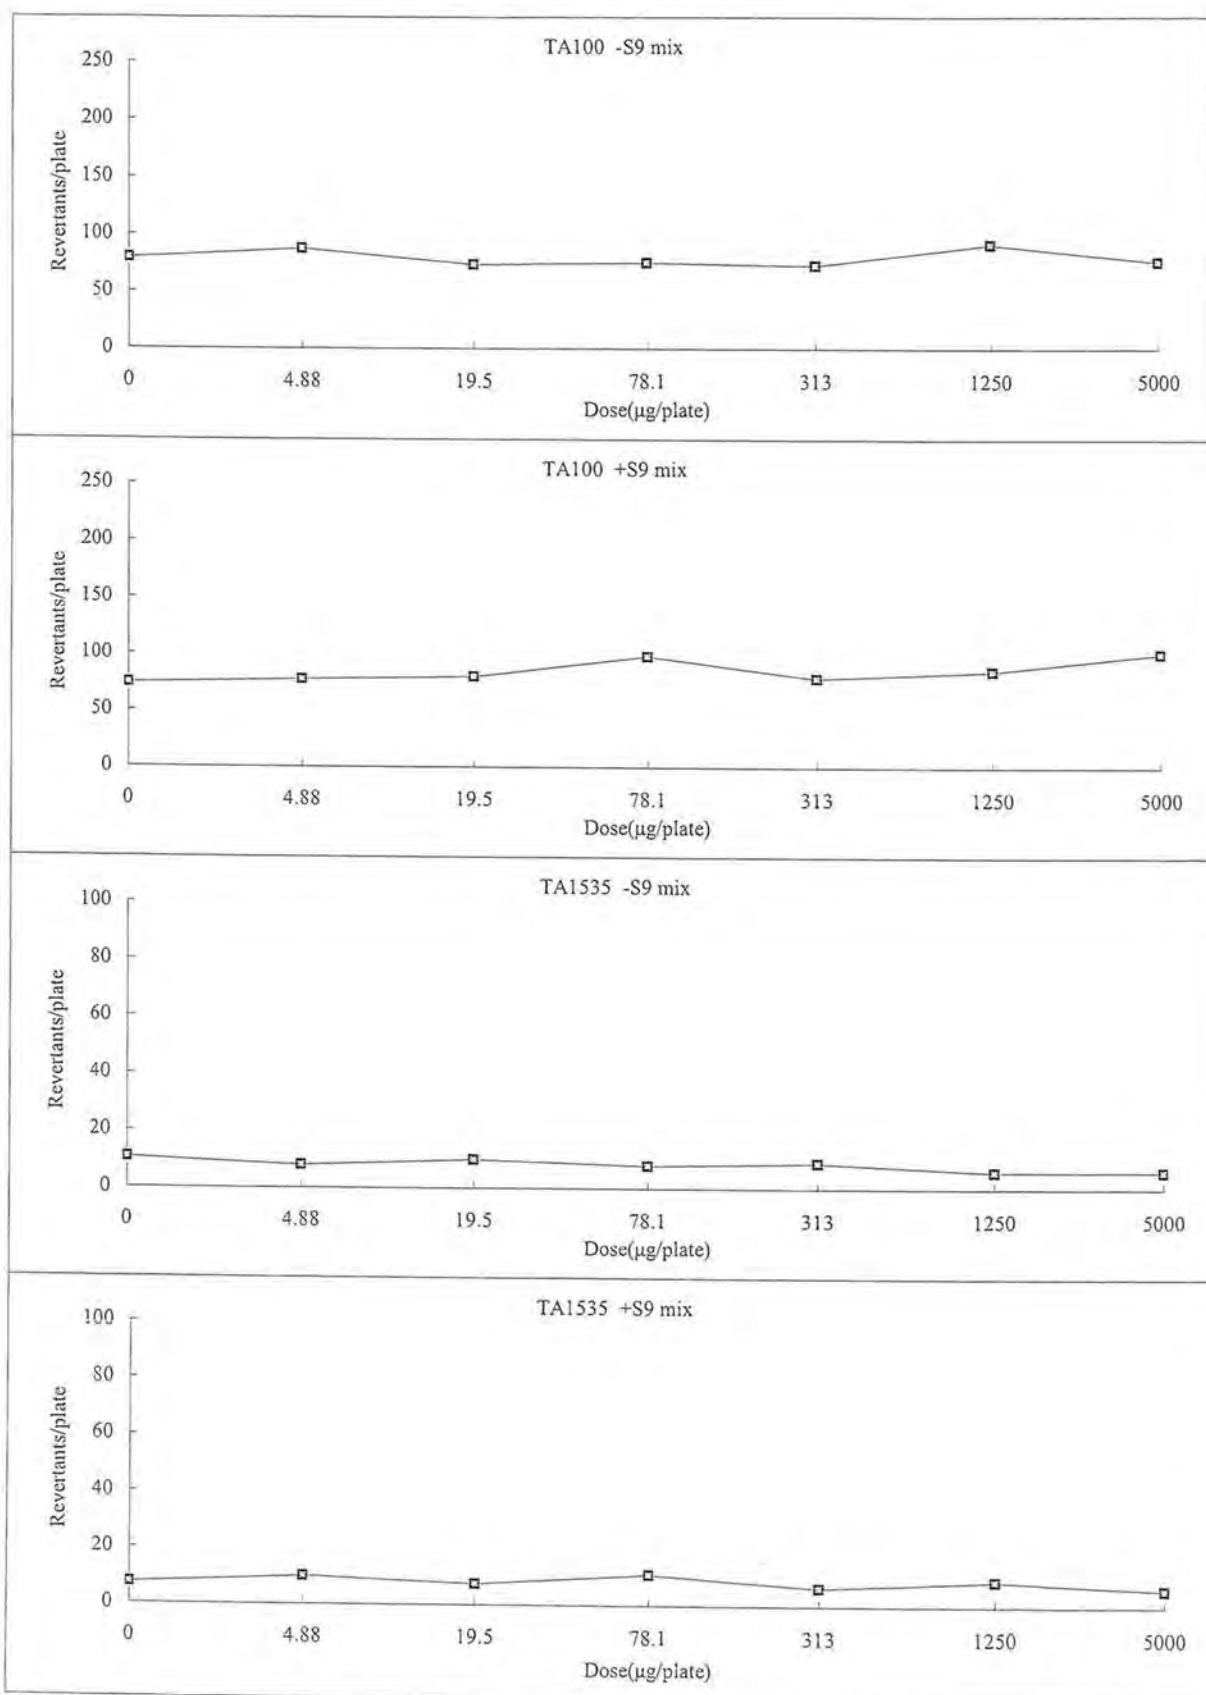 TA100 -S9 mix
250
200
150
100
50
0
Revertants/plate
0 4.88 19.5 78.1 313 1250 5000
Dose(µg/plate)
TA100 +S9 mix
250
200
150
100
50
0
Revertants/plate
0 4.88 19.5 78.1 313 1250 5000
Dose(µg/plate)
TA1535 -S9 mix
100
80
60
40
20
0
Revertants/plate
0 4.88 19.5 78.1 313 1250 5000
Dose(µg/plate)
TA1535 +S9 mix
100
80
60
40
20
0
Revertants/plate
0 4.88 19.5 78.1 313 1250 5000
Dose(µg/plate)